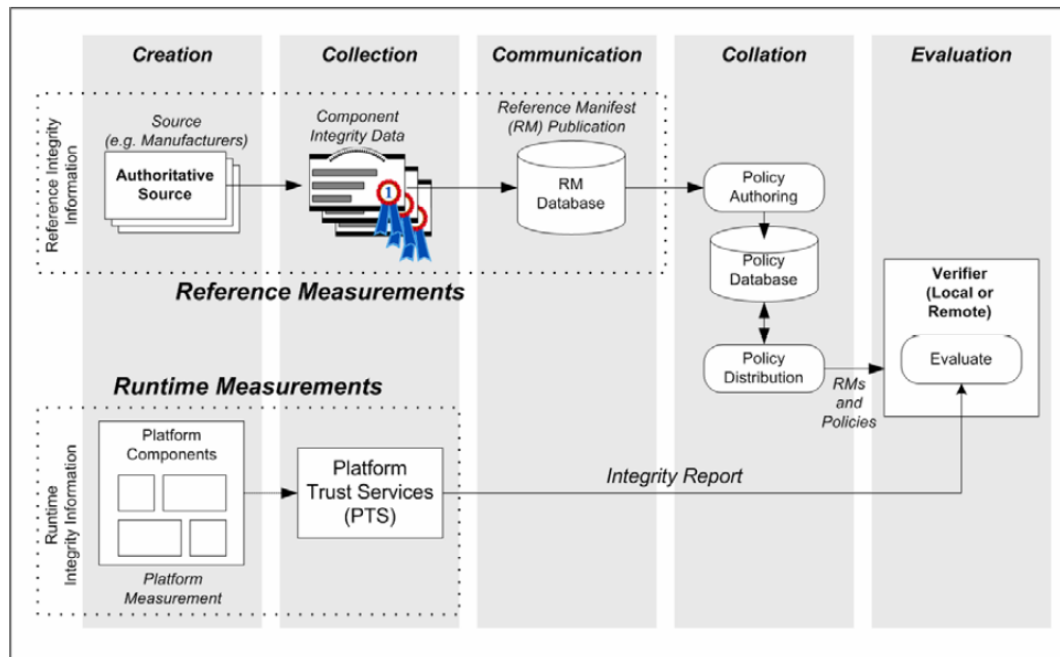 Creation
Collection
Communication
Collation
Evaluation
Reference Integrity
Information
Source
(e.g. Manufacturers)
Authoritative
Source
Component
Integrity Data
1
Reference Manifest
(RM) Publication
RM
Database
Policy
Authoring
Policy
Database
Policy
Distribution
RMs
and
Policies
Verifier
(Local or
Remote)
Evaluate
Reference Measurements
Runtime Measurements
Runtime
Integrity Information
Platform
Components
Platform
Measurement
Platform
Trust Services
(PTS)
Integrity Report